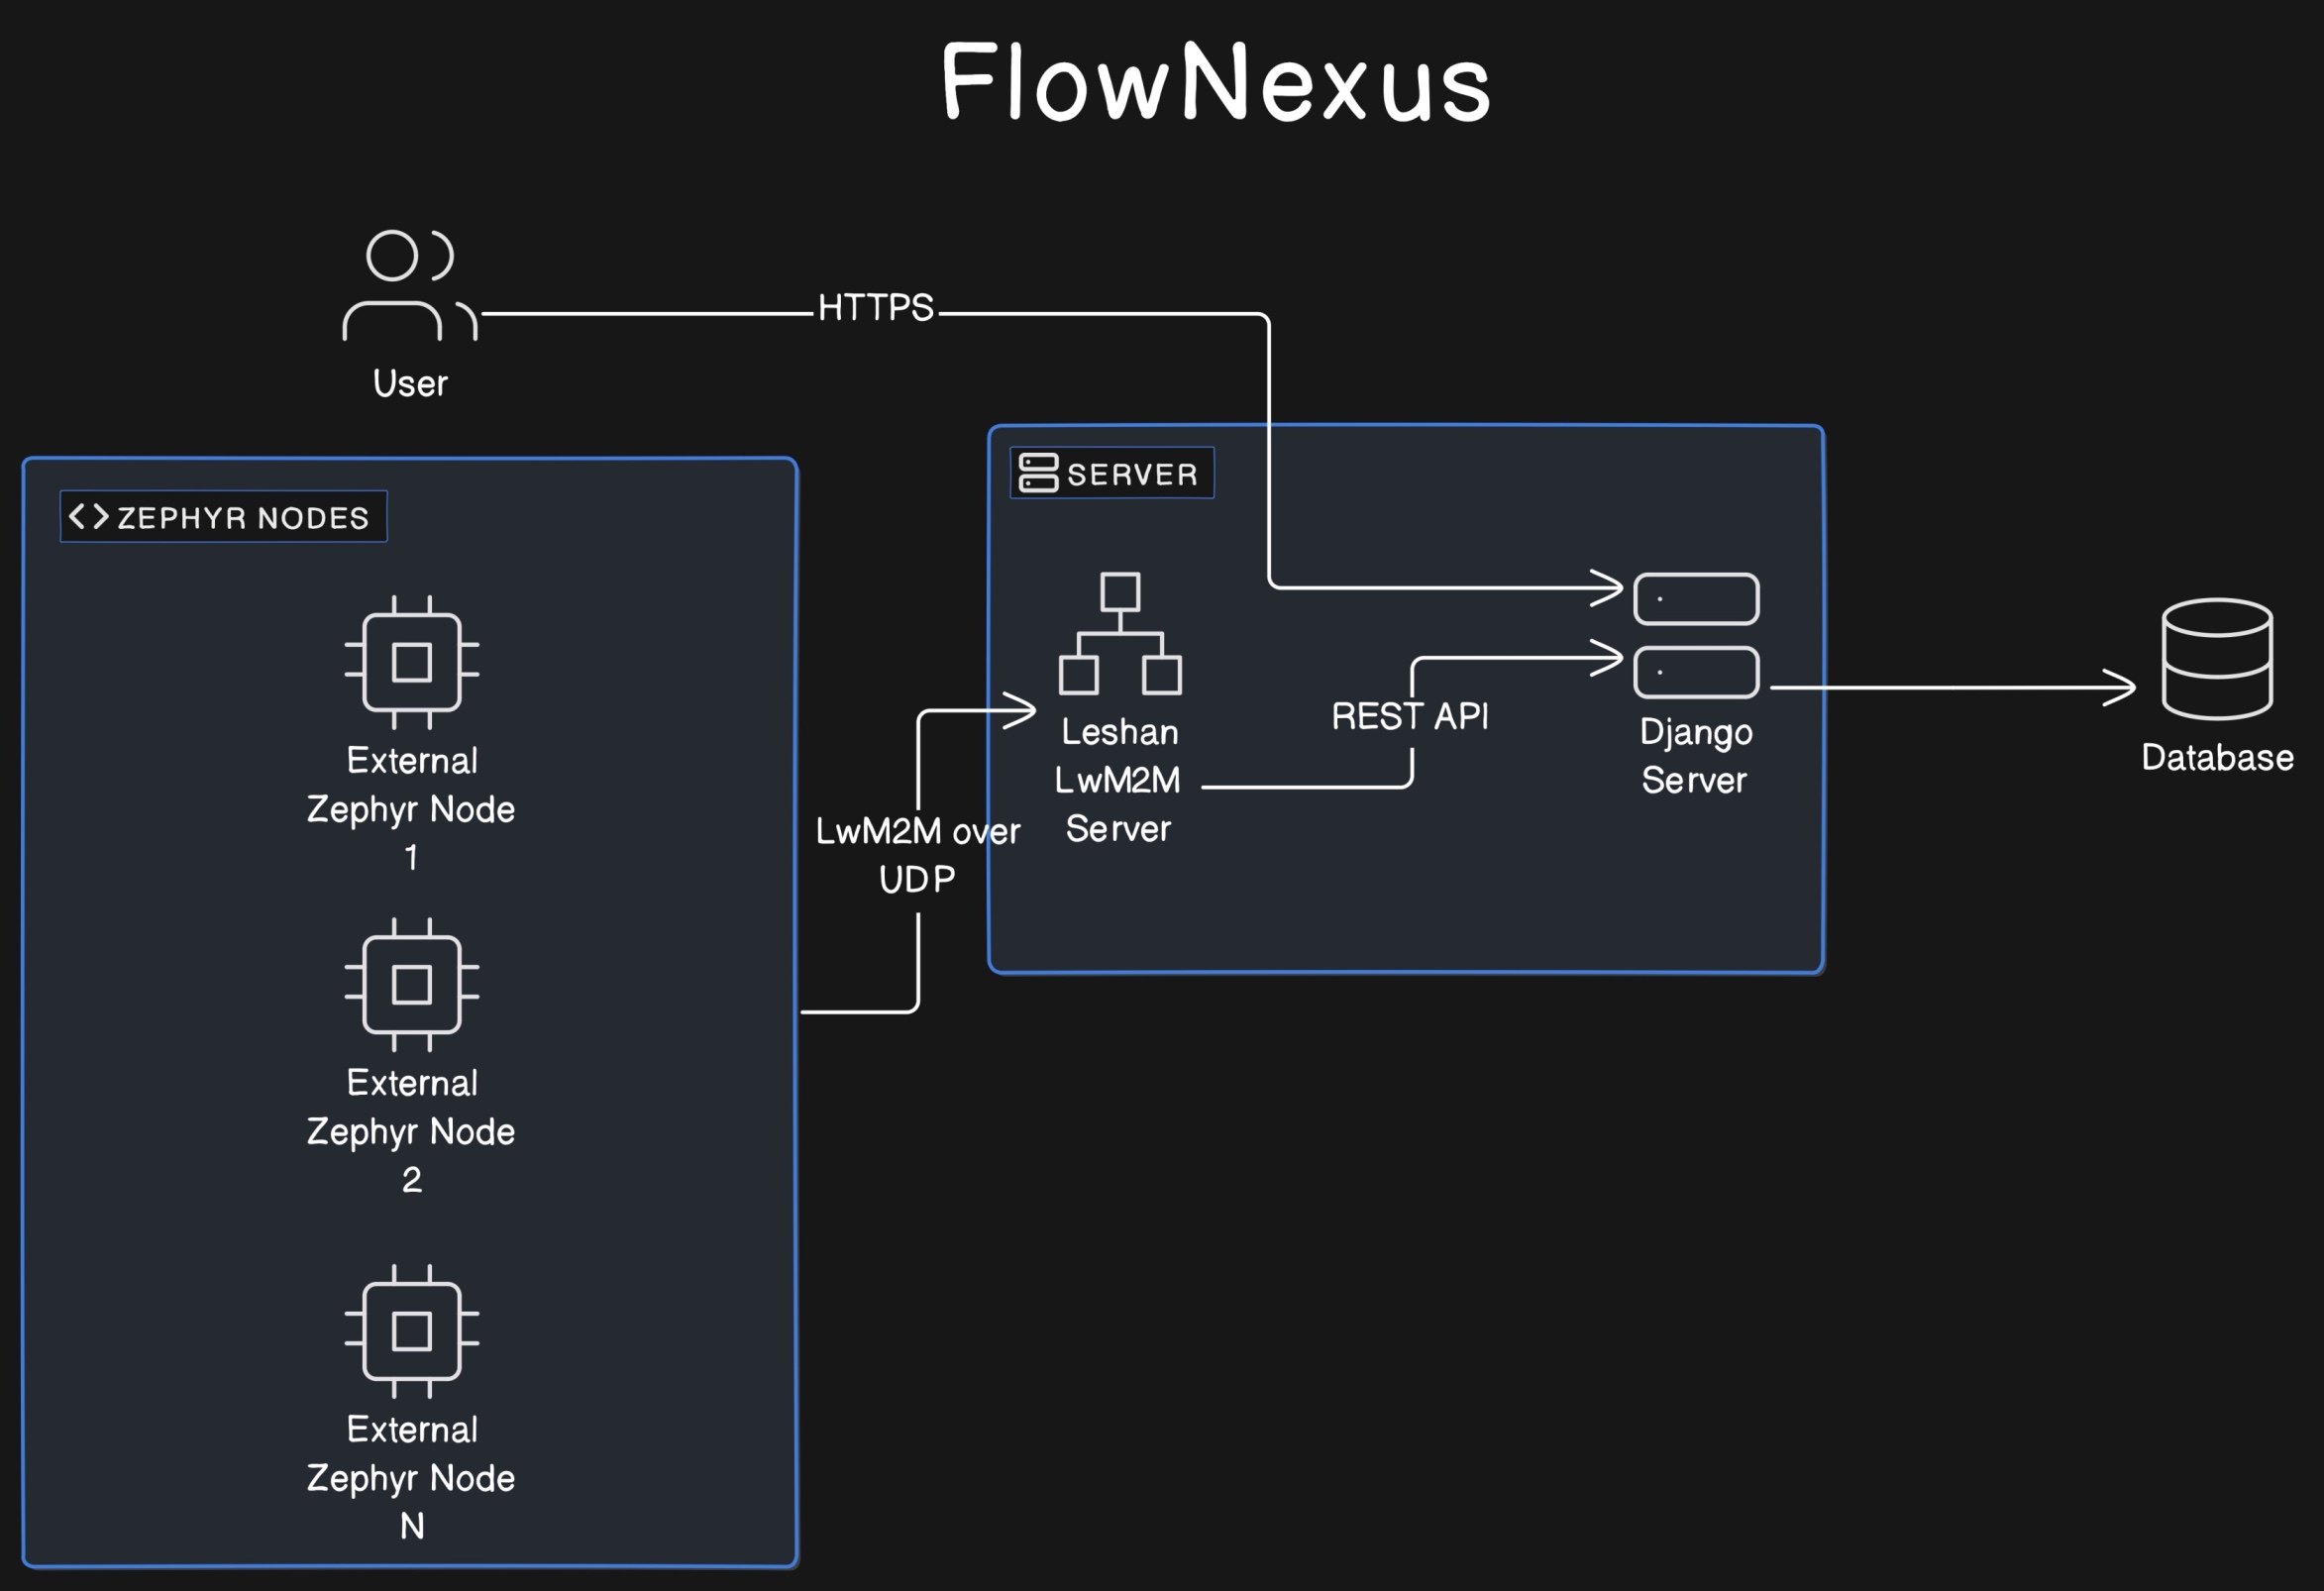 FlowNexus
HTTPS
User
SERVER
ZEPHYR NODES
External
Zephyr Node
1
External
Zephyr Node
2
External
Zephyr Node
N
LwM2M over
UDP
Leshan
LwM2M
Server
REST API
Django
Server
Database